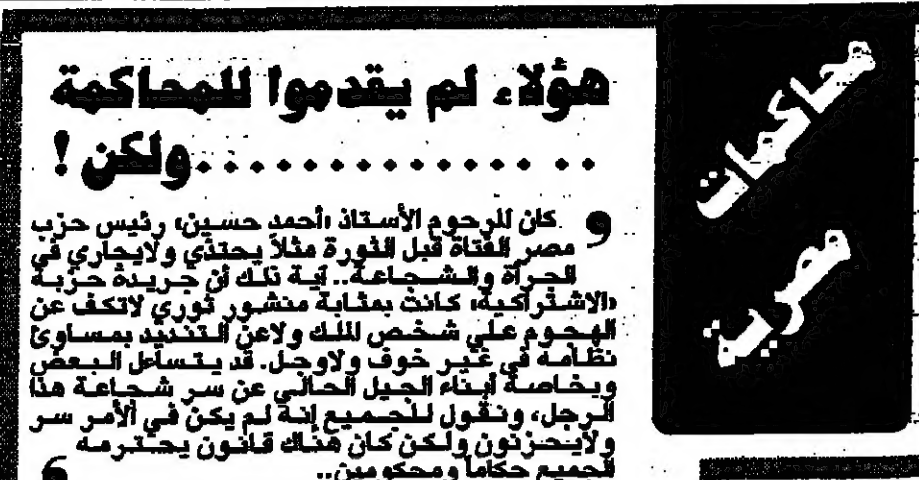 محاكمات
مصرية
هؤلاء لم يقدموا للمحاكمة
.. ..............ولكن !
كان المرحوم الأستاذ «أحمد حسين» رئيس حزب
مصر الفتاة قبل الثورة مثلاً يحتذي ولايجاري في
الجرأة والشجاعة.. آية ذلك أن جريدة حزبه
«الاشتراكية» كانت بمثابة منشور ثوري لاتكف عن
الهجوم علي شخص الملك ولاعن التنديد بمساوئ
نظامه في غير خوف ولاوجل. قد يتساءل البعض
وبخاصة أبناء الجيل الحالي عن سر شجاعة هذا
الرجل، ونقول للجميع إنه لم يكن في الأمر سر
ولايحزنون ولكن كان هناك قانون يحترمه
الجميع حكاماً ومحكومين..